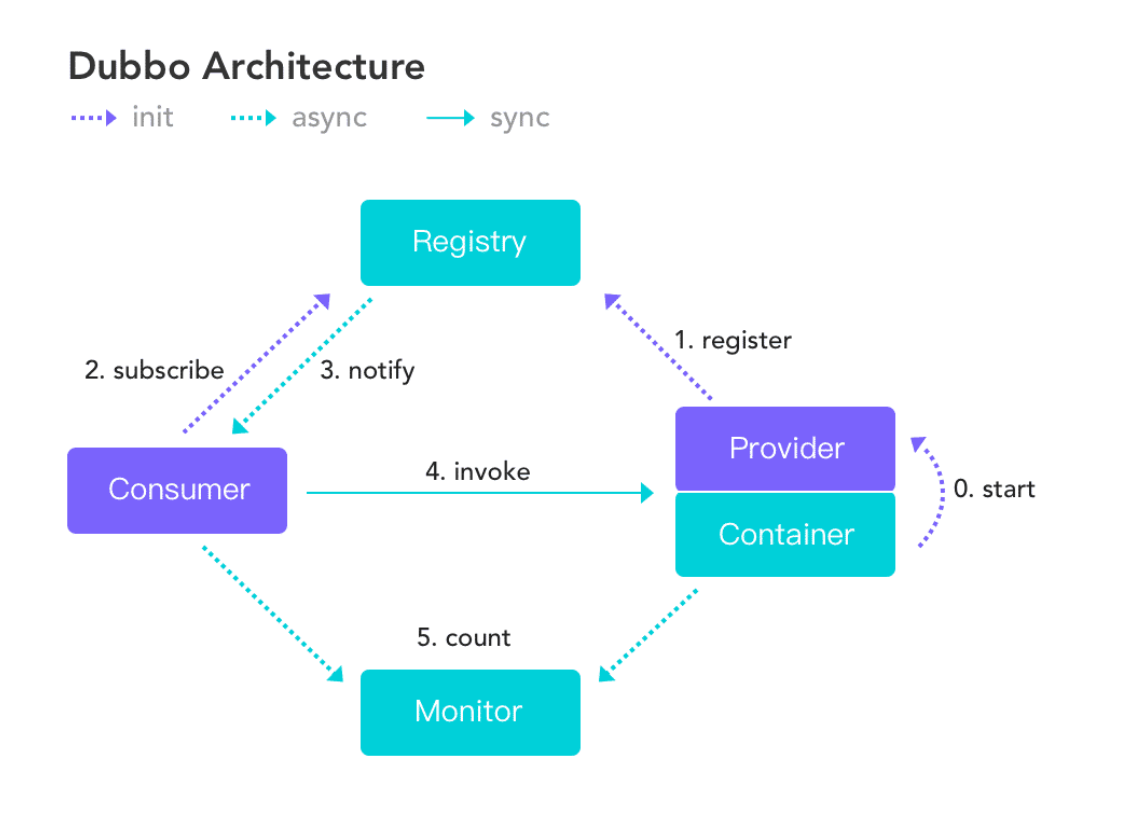 Dubbo Architecture
init async sync
Registry
1. register
2. subscribe 3. notify
Provider
4. invoke
Consumer 0. start
Container
5. count
Monitor